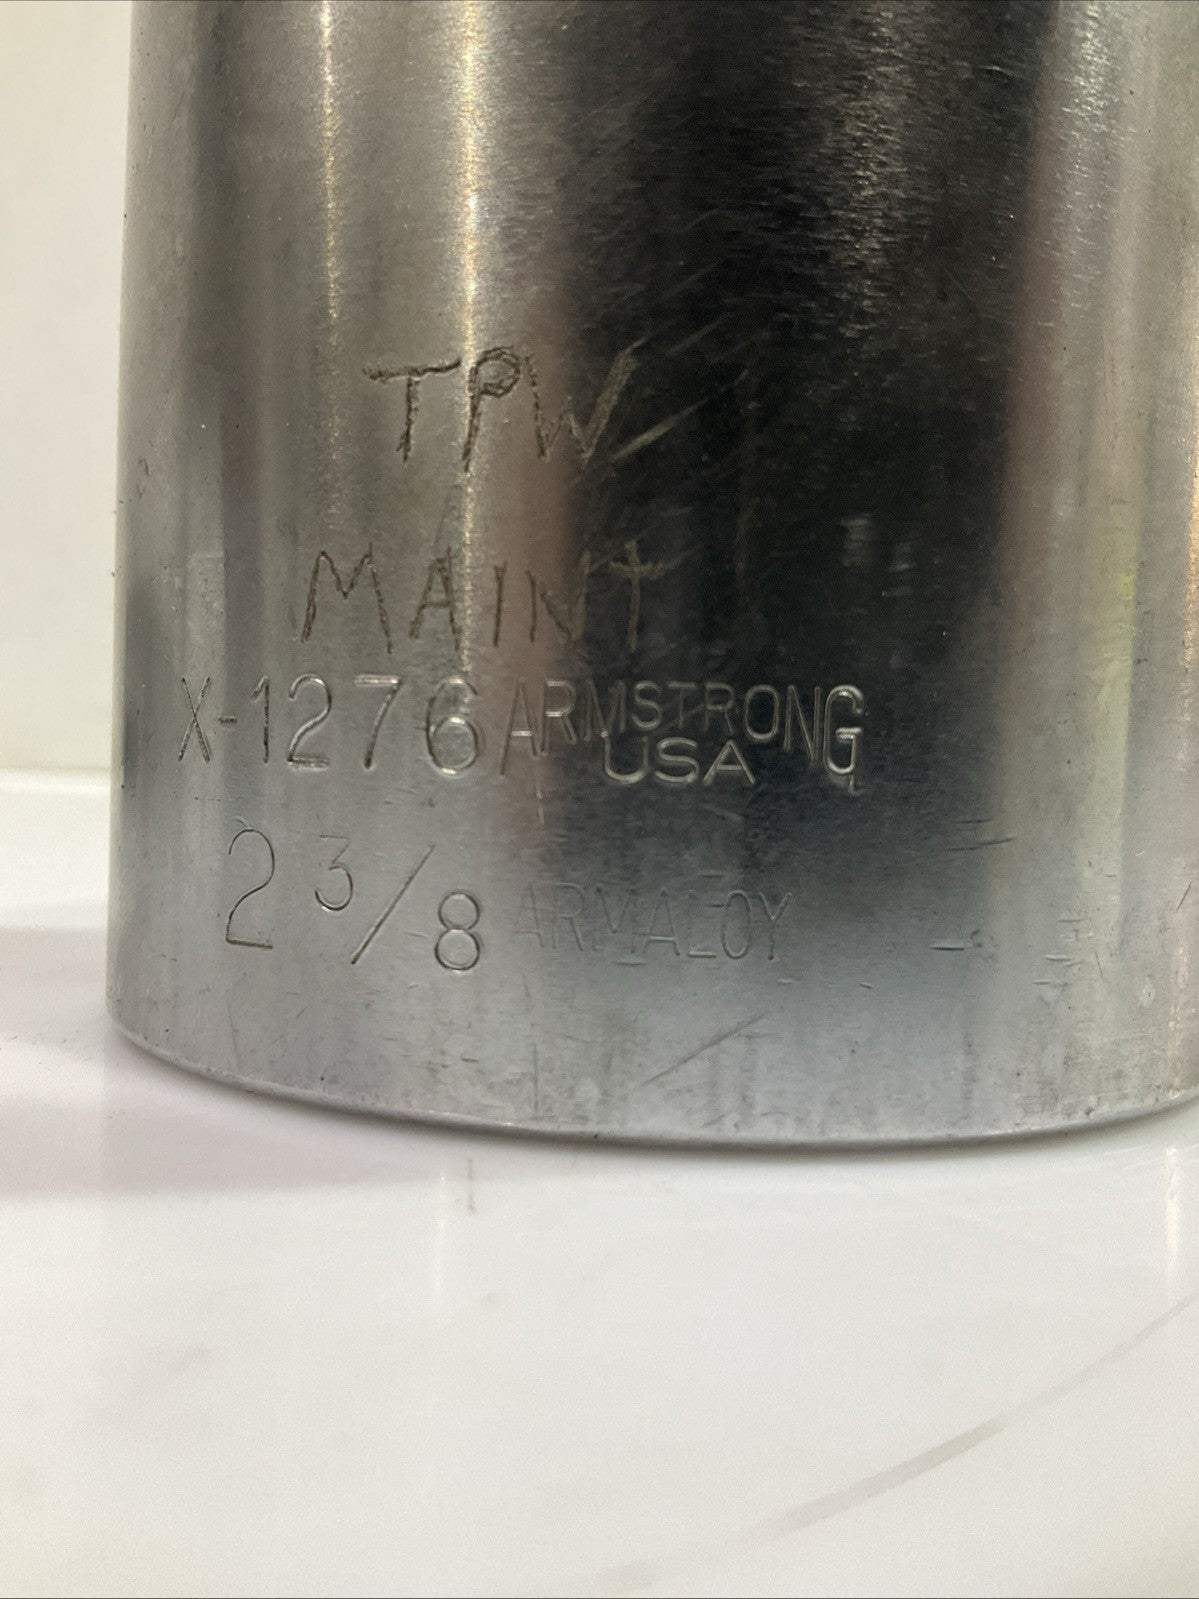 TPW
MAINT
X-1276 ARMSTRONG
USA
2 3/8 ARMALOY